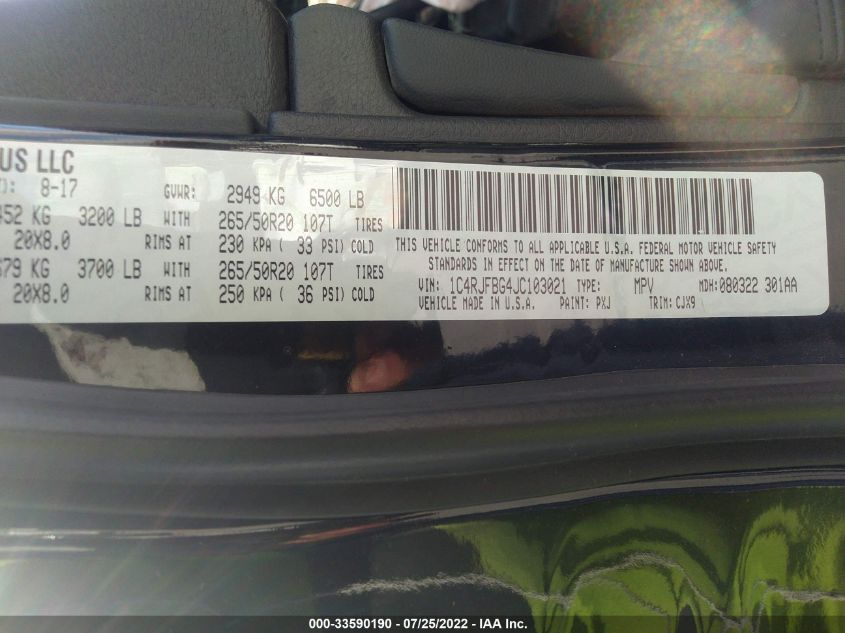 US LLC
): 8-17 GVWR: 2949 KG 6500 LB
452 KG 3200 LB WITH 265/50R20 107T TIRES
20X8.0 RIMS AT 230 KPA ( 33 PSI) COLD
679 KG 3700 LB WITH 265/50R20 107T TIRES
20X8.0 RIMS AT 250 KPA ( 36 PSI) COLD
THIS VEHICLE CONFORMS TO ALL APPLICABLE U.S.A. FEDERAL MOTOR VEHICLE SAFETY
STANDARDS IN EFFECT ON THE DATE OF MANUFACTURE SHOWN ABOVE.
VIN: 1C4RJFBG4JC103021 TYPE: MPV MDH: 080322 301AA
VEHICLE MADE IN U.S.A. PAINT: PXJ TRIM: CJX9
000-33590190 - 07/25/2022 - IAA Inc.